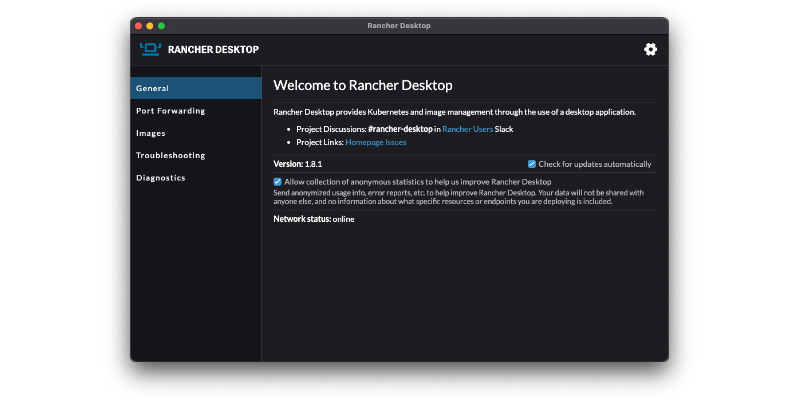 Rancher Desktop
RANCHER DESKTOP
General
Port Forwarding
Images
Troubleshooting
Diagnostics
Welcome to Rancher Desktop
Rancher Desktop provides Kubernetes and image management through the use of a desktop application.
• Project Discussions: #rancher-desktop in Rancher Users Slack
• Project Links: Homepage Issues
Version: 1.8.1
Check for updates automatically
Allow collection of anonymous statistics to help us improve Rancher Desktop
Send anonymized usage info, error reports, etc. to help improve Rancher Desktop. Your data will not be shared with
anyone else, and no information about what specific resources or endpoints you are deploying is included.
Network status: online